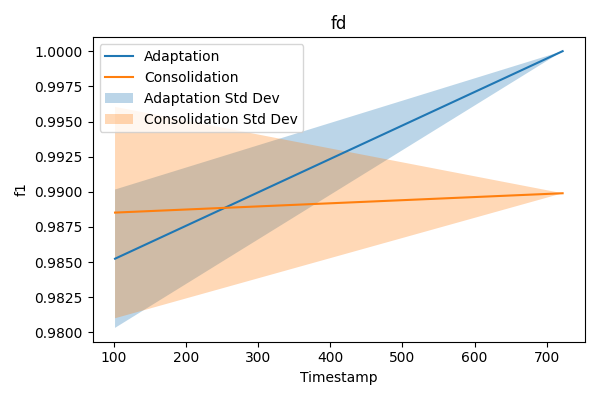 fd
1.0000
0.9975
0.9950
0.9925
0.9900
0.9875
0.9850
0.9825
0.9800
f1
Adaptation
Consolidation
Adaptation Std Dev
Consolidation Std Dev
100 200 300 400 500 600 700
Timestamp